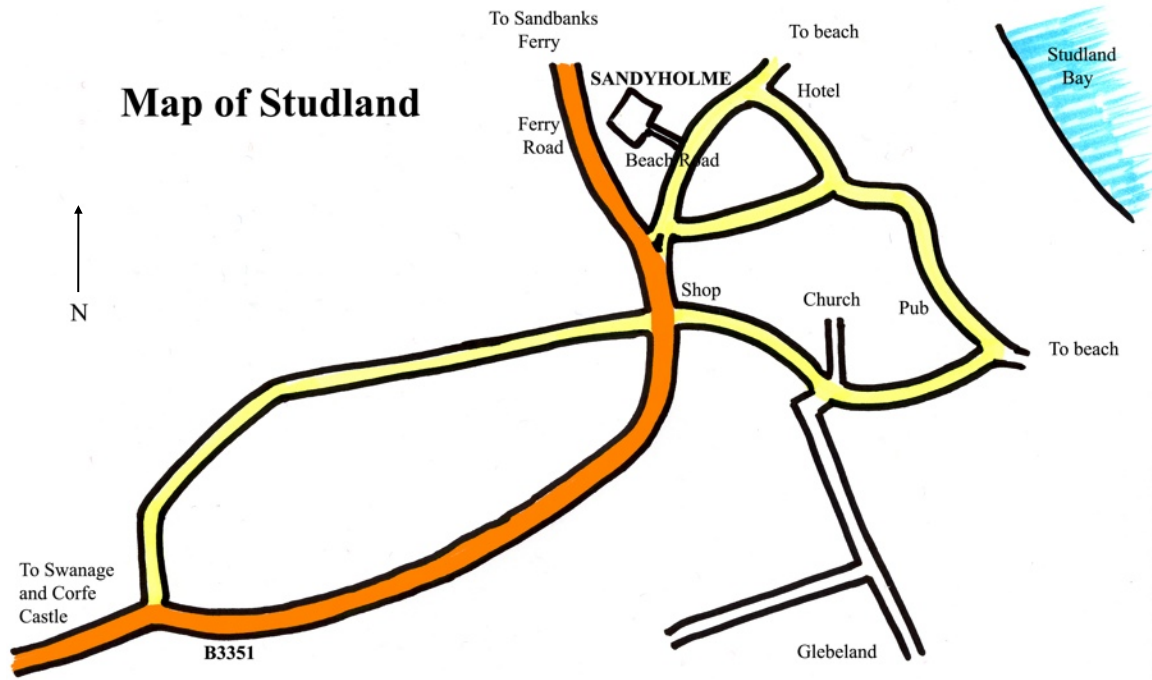 To Sandbanks
Ferry
To beach
Studland
Bay
SANDYHOLME
Map of Studland
Hotel
Ferry
Road
Beach Road
N
Shop
Church
Pub
To beach
To Swanage
and Corfe
Castle
B3351
Glebeland